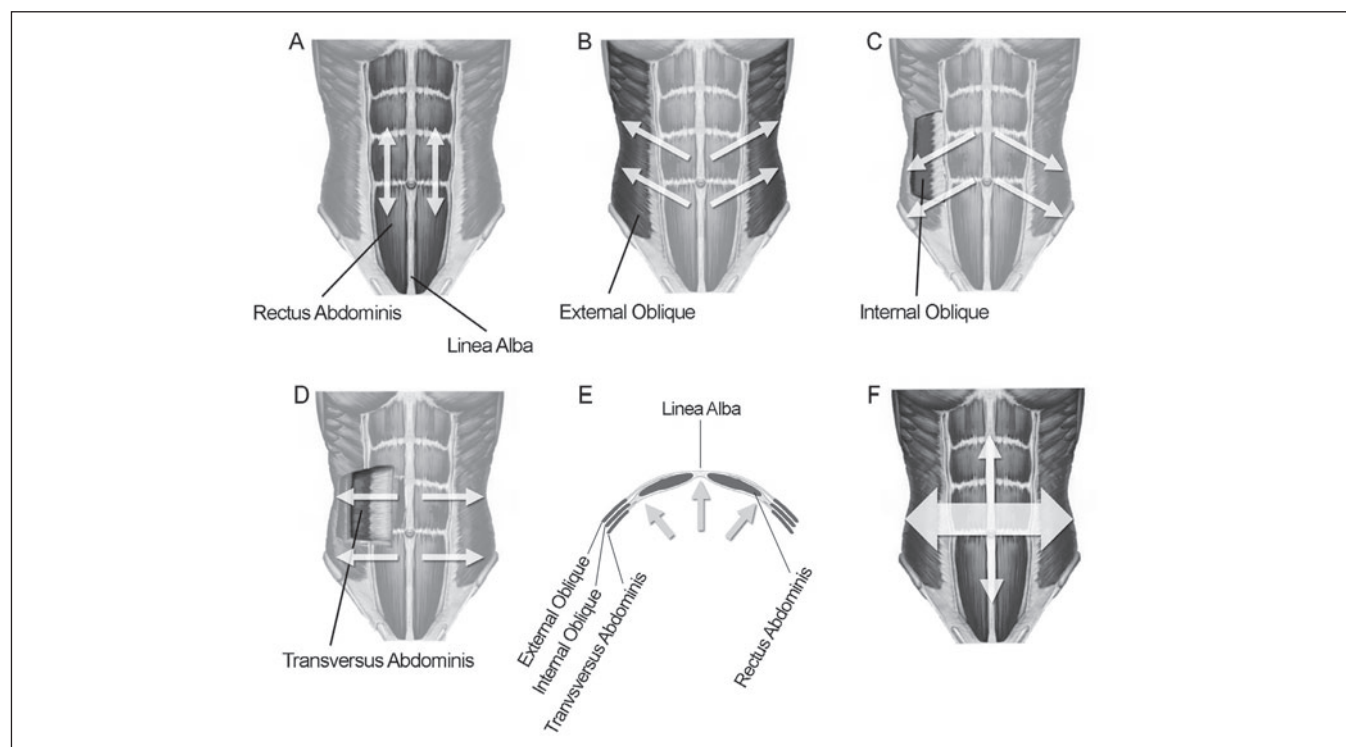 A
B
C
Rectus Abdominis
Linea Alba
External Oblique
Internal Oblique
D
E
F
Linea Alba
Transversus Abdominis
External Oblique
Internal Oblique
Tranvsversus Abdominis
Rectus Abdominis